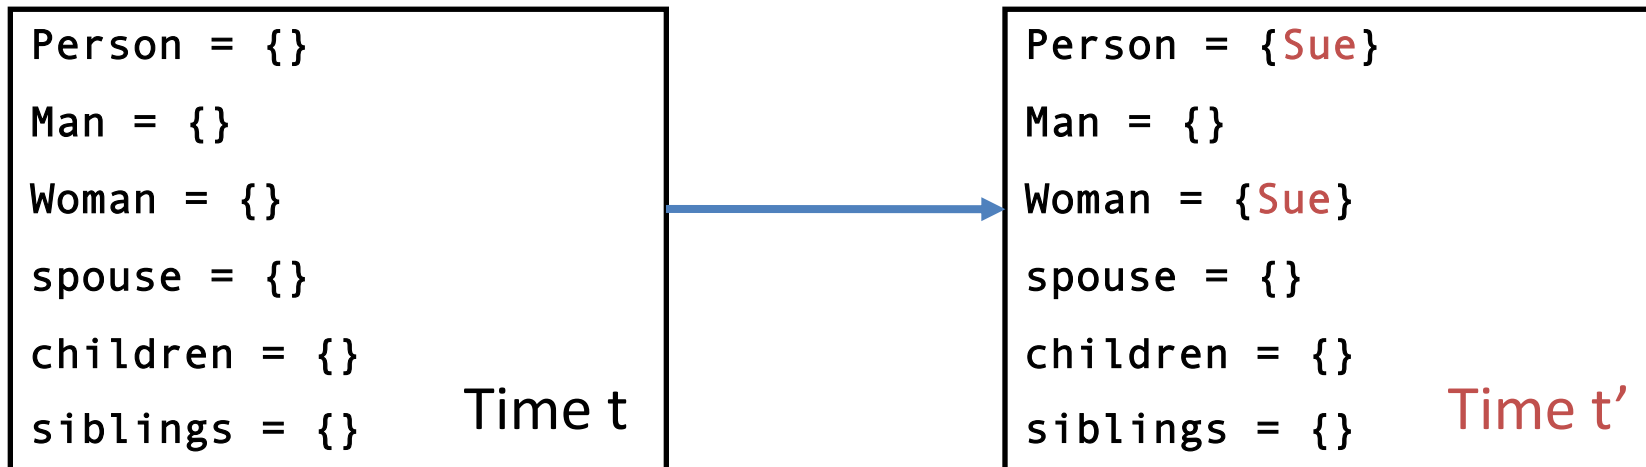 Person = {}
Man = {}
Woman = {}
spouse = {}
children = {}
siblings = {}
Time t
Person = {Sue}
Man = {}
Woman = {Sue}
spouse = {}
children = {}
siblings = {}
Time t’